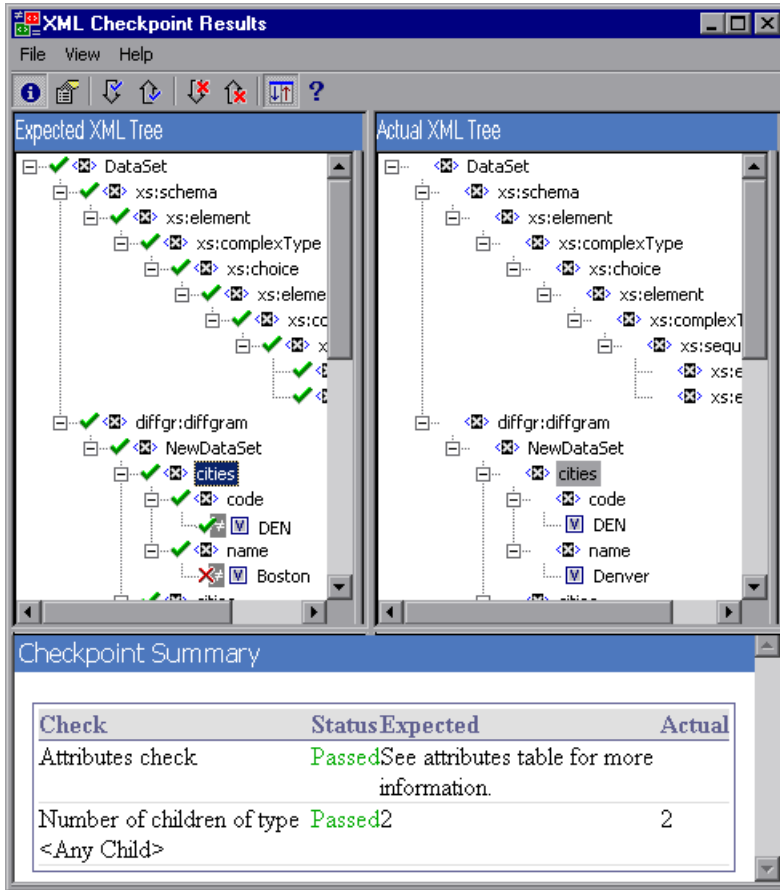 XML Checkpoint Results
File View Help
Expected XML Tree
DataSet
xs:schema
xs:element
xs:complexType
xs:choice
xs:eleme
xs:cc
x
diffgr:diffgram
NewDataSet
cities
code
DEN
name
Boston
Actual XML Tree
DataSet
xs:schema
xs:element
xs:complexType
xs:choice
xs:element
xs:complexT
xs:sequ
xs:e
xs:e
diffgr:diffgram
NewDataSet
cities
code
DEN
name
Denver
Checkpoint Summary
Check Status Expected Actual
Attributes check Passed See attributes table for more
information.
Number of children of type Passed 2 2
<Any Child>